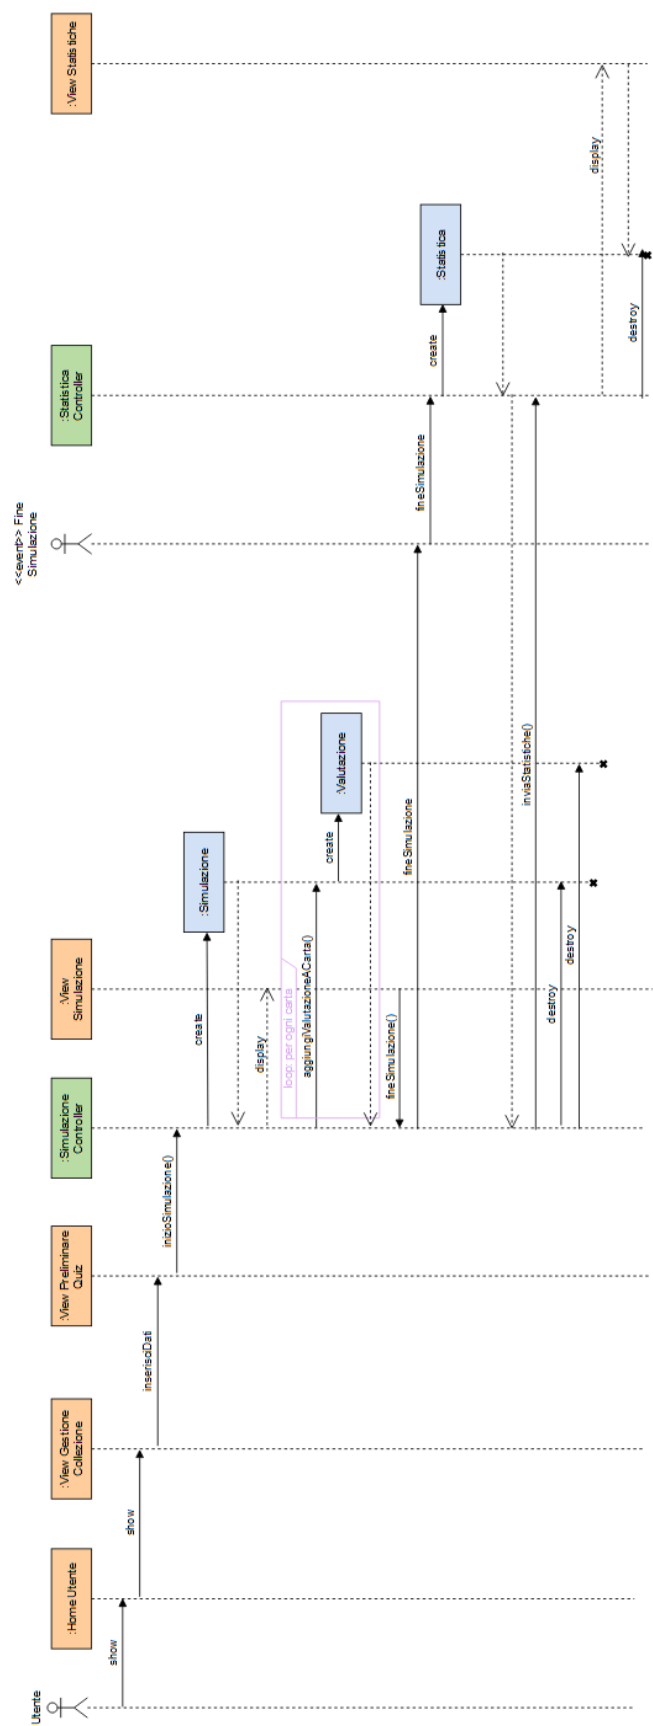 Utente
:HomeUtente
:View Gestione
Collezione
:View Preliminare
Quiz
:Simulazione
Controller
:View
Simulazione
<<event>> Fine
Simulazione
:Statistica
Controller
:View Statistiche
show
show
inserisciDati
inizioSimulazione()
create
:Simulazione
display
loop: per ogni carta
aggiungiValutazioneACarta()
create
:Valutazione
fineSimulazione()
fineSimulazione
fineSimulazione
create
:Statistica
inviaStatistiche()
destroy
destroy
display
destroy